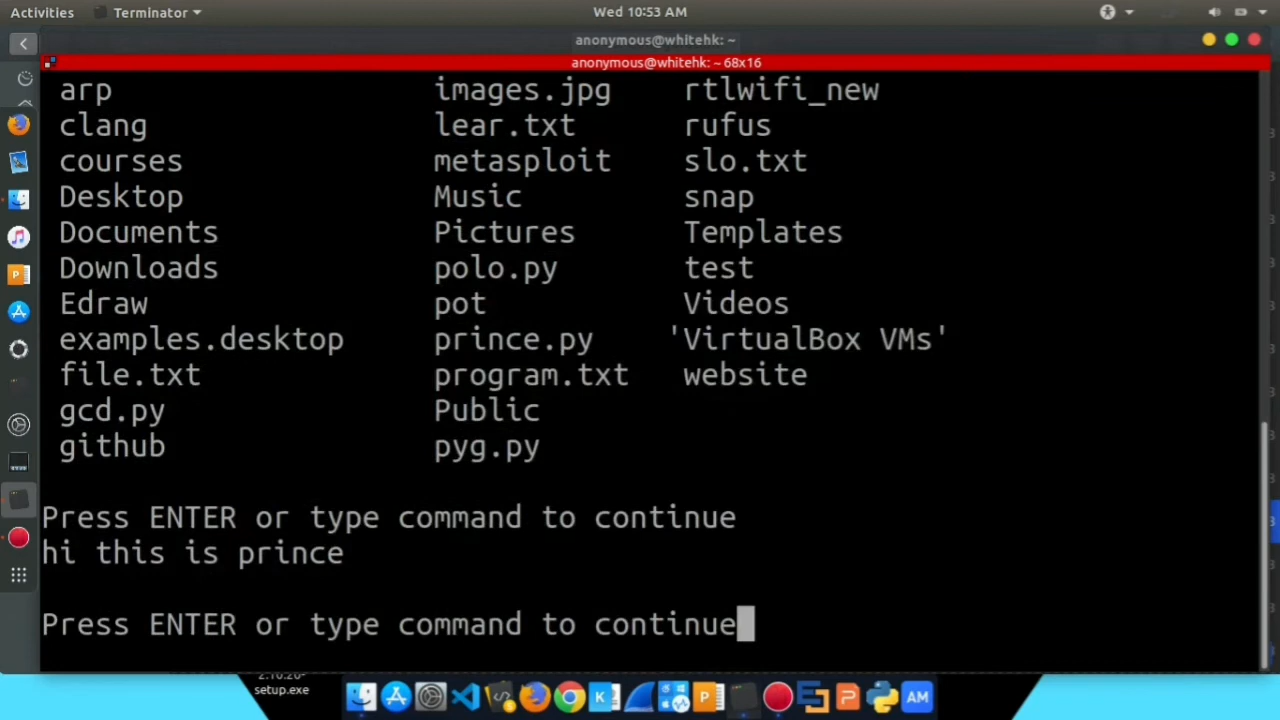 Activities Terminator Wed 10:53 AM
anonymous@whitehk: ~
anonymous@whitehk: ~ 68x16
arp images.jpg rtlwifi_new
clang lear.txt rufus
courses metasploit slo.txt
Desktop Music snap
Documents Pictures Templates
Downloads polo.py test
Edraw pot Videos
examples.desktop prince.py 'VirtualBox VMs'
file.txt program.txt website
gcd.py Public
github pyg.py
Press ENTER or type command to continue
hi this is prince
Press ENTER or type command to continue
setup.exe
AM